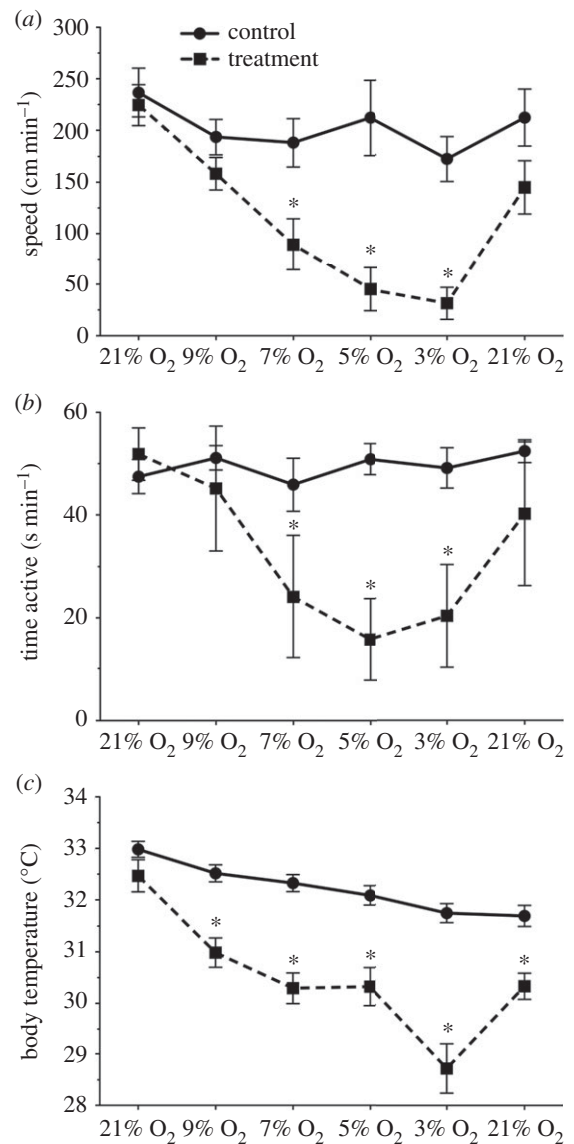 (a)
300
250
200
150
100
50
0
speed (cm min⁻¹)
control
treatment
*
*
*
21% O₂ 9% O₂ 7% O₂ 5% O₂ 3% O₂ 21% O₂
(b)
60
40
20
0
time active (s min⁻¹)
*
*
*
21% O₂ 9% O₂ 7% O₂ 5% O₂ 3% O₂ 21% O₂
(c)
34
33
32
31
30
29
28
body temperature (°C)
*
*
*
*
*
21% O₂ 9% O₂ 7% O₂ 5% O₂ 3% O₂ 21% O₂